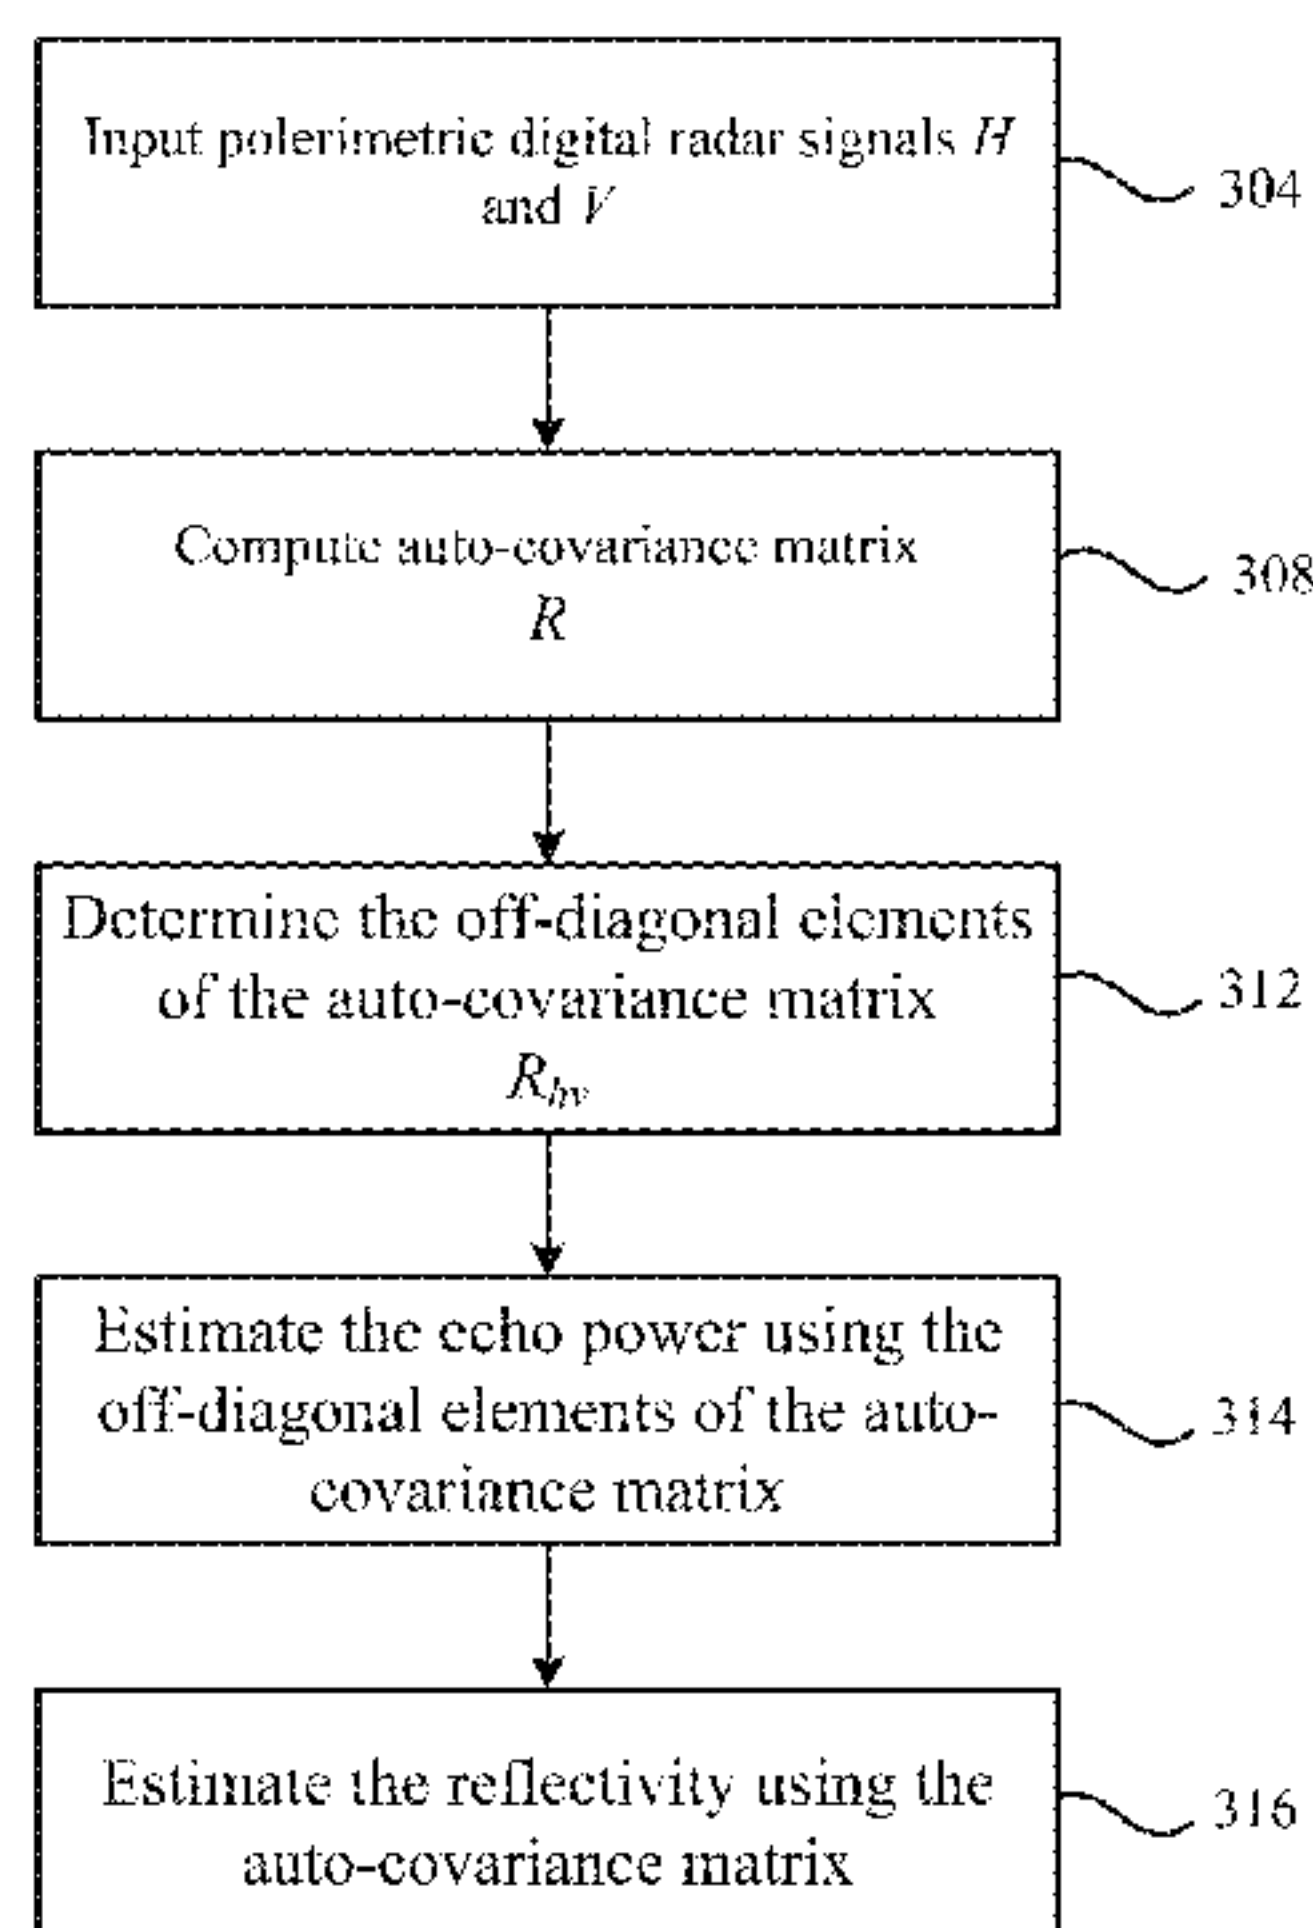 Input polerimetric digital radar signals H
and V
304
Compute auto-covariance matrix
R
308
Determine the off-diagonal elements
of the auto-covariance matrix
R_hv
312
Estimate the echo power using the
off-diagonal elements of the auto-
covariance matrix
314
Estimate the reflectivity using the
auto-covariance matrix
316